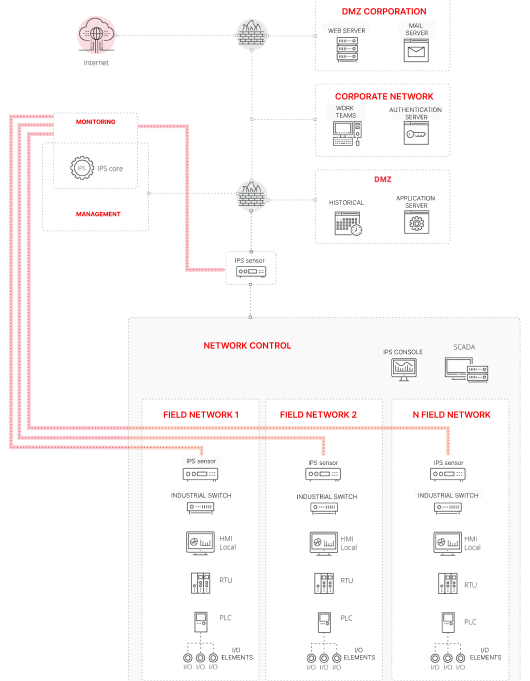 DMZ CORPORATION
WEB SERVER
MAIL
SERVER
Internet
CORPORATE NETWORK
WORK
TEAMS
AUTHENTICATION
SERVER
MONITORING
IPS
IPS core
MANAGEMENT
DMZ
HISTORICAL
APPLICATION
SERVER
IPS sensor
NETWORK CONTROL
IPS CONSOLE
SCADA
FIELD NETWORK 1
FIELD NETWORK 2
N FIELD NETWORK
IPS sensor
IPS sensor
IPS sensor
INDUSTRIAL SWITCH
INDUSTRIAL SWITCH
INDUSTRIAL SWITCH
HMI
Local
HMI
Local
HMI
Local
RTU
RTU
RTU
PLC
PLC
PLC
I/O
ELEMENTS
I/O
ELEMENTS
I/O
ELEMENTS
I/O I/O I/O
I/O I/O I/O
I/O I/O I/O